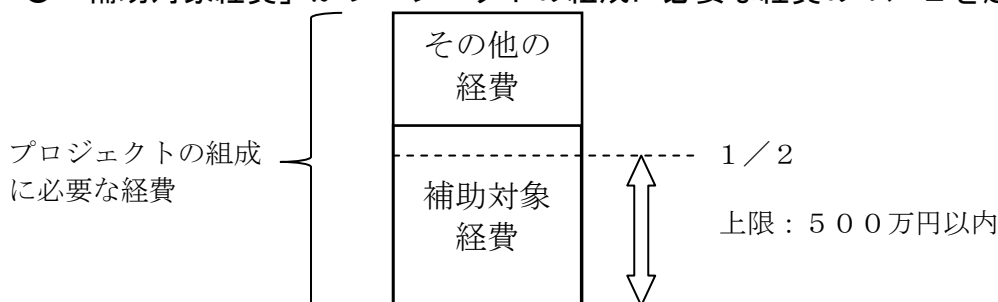 その他の
経費
プロジェクトの組成
に必要な経費
１／２
補助対象
経費
上限：５００万円以内